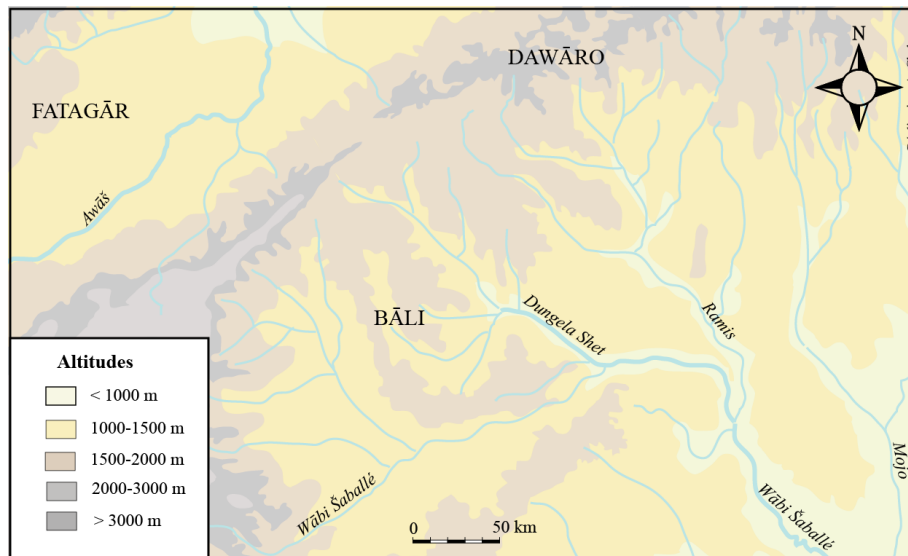 N
DAWĀRO
FATAGĀR
Awāš
BĀLI
Dungela Shet
Ramis
Altitudes
< 1000 m
1000-1500 m
1500-2000 m
2000-3000 m
> 3000 m
Wābi Šaballé
0 50 km
Wābi Šaballé
Mojo